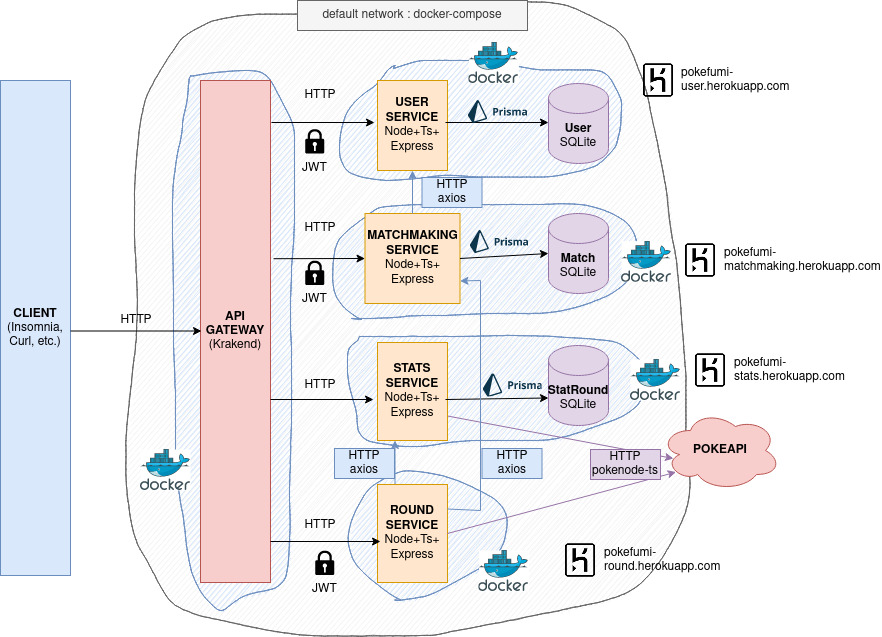 default network : docker-compose
docker
pokefumi-
user.herokuapp.com
HTTP
USER
SERVICE
Node+Ts+
Express
Prisma
User
SQLite
JWT
HTTP
axios
HTTP
MATCHMAKING
SERVICE
Node+Ts+
Express
Prisma
Match
SQLite
docker
pokefumi-
matchmaking.herokuapp.com
JWT
CLIENT
(Insomnia,
Curl, etc.)
HTTP
API
GATEWAY
(Krakend)
HTTP
STATS
SERVICE
Node+Ts+
Express
Prisma
StatRound
SQLite
docker
pokefumi-
stats.herokuapp.com
HTTP
axios
HTTP
axios
HTTP
pokenode-ts
POKEAPI
docker
HTTP
ROUND
SERVICE
Node+Ts+
Express
JWT
docker
pokefumi-
round.herokuapp.com